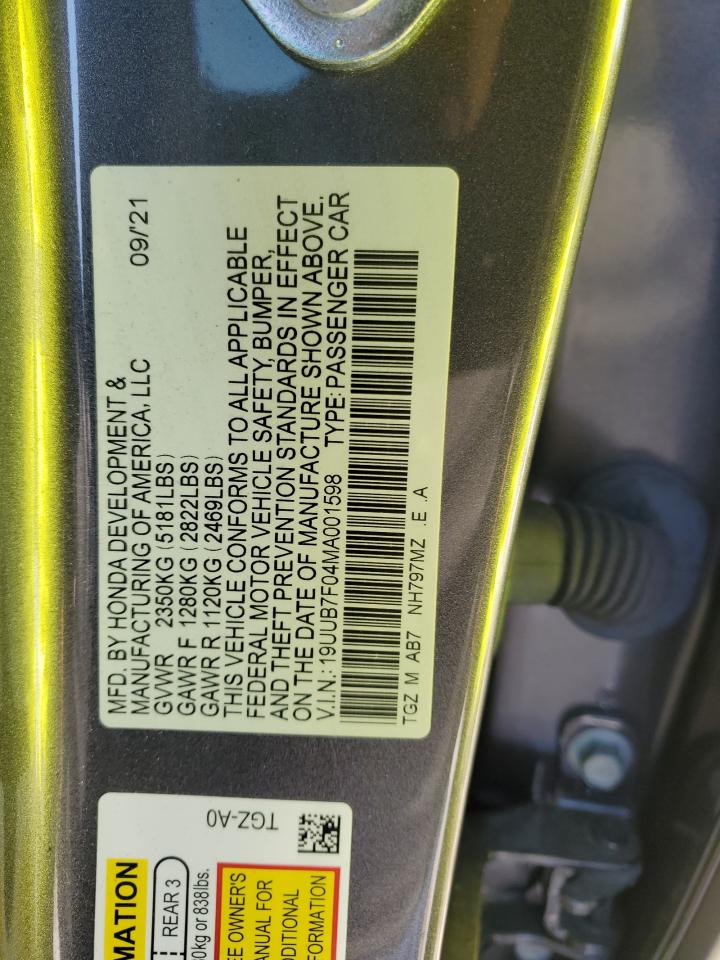 MFD. BY HONDA DEVELOPMENT &
MANUFACTURING OF AMERICA, LLC 09/'21
GVWR 2350KG (5181LBS)
GAWR F 1280KG (2822LBS)
GAWR R 1120KG (2469LBS)
THIS VEHICLE CONFORMS TO ALL APPLICABLE
FEDERAL MOTOR VEHICLE SAFETY, BUMPER,
AND THEFT PREVENTION STANDARDS IN EFFECT
ON THE DATE OF MANUFACTURE SHOWN ABOVE.
V.I.N.:19UUB7F04MA001598 TYPE:PASSENGER CAR
TGZ M AB7 NH797MZ .E .A
TGZ-A0
MATION
REAR 3
0kg or 838lbs.
EE OWNER'S
ANUAL FOR
DDITIONAL
FORMATION